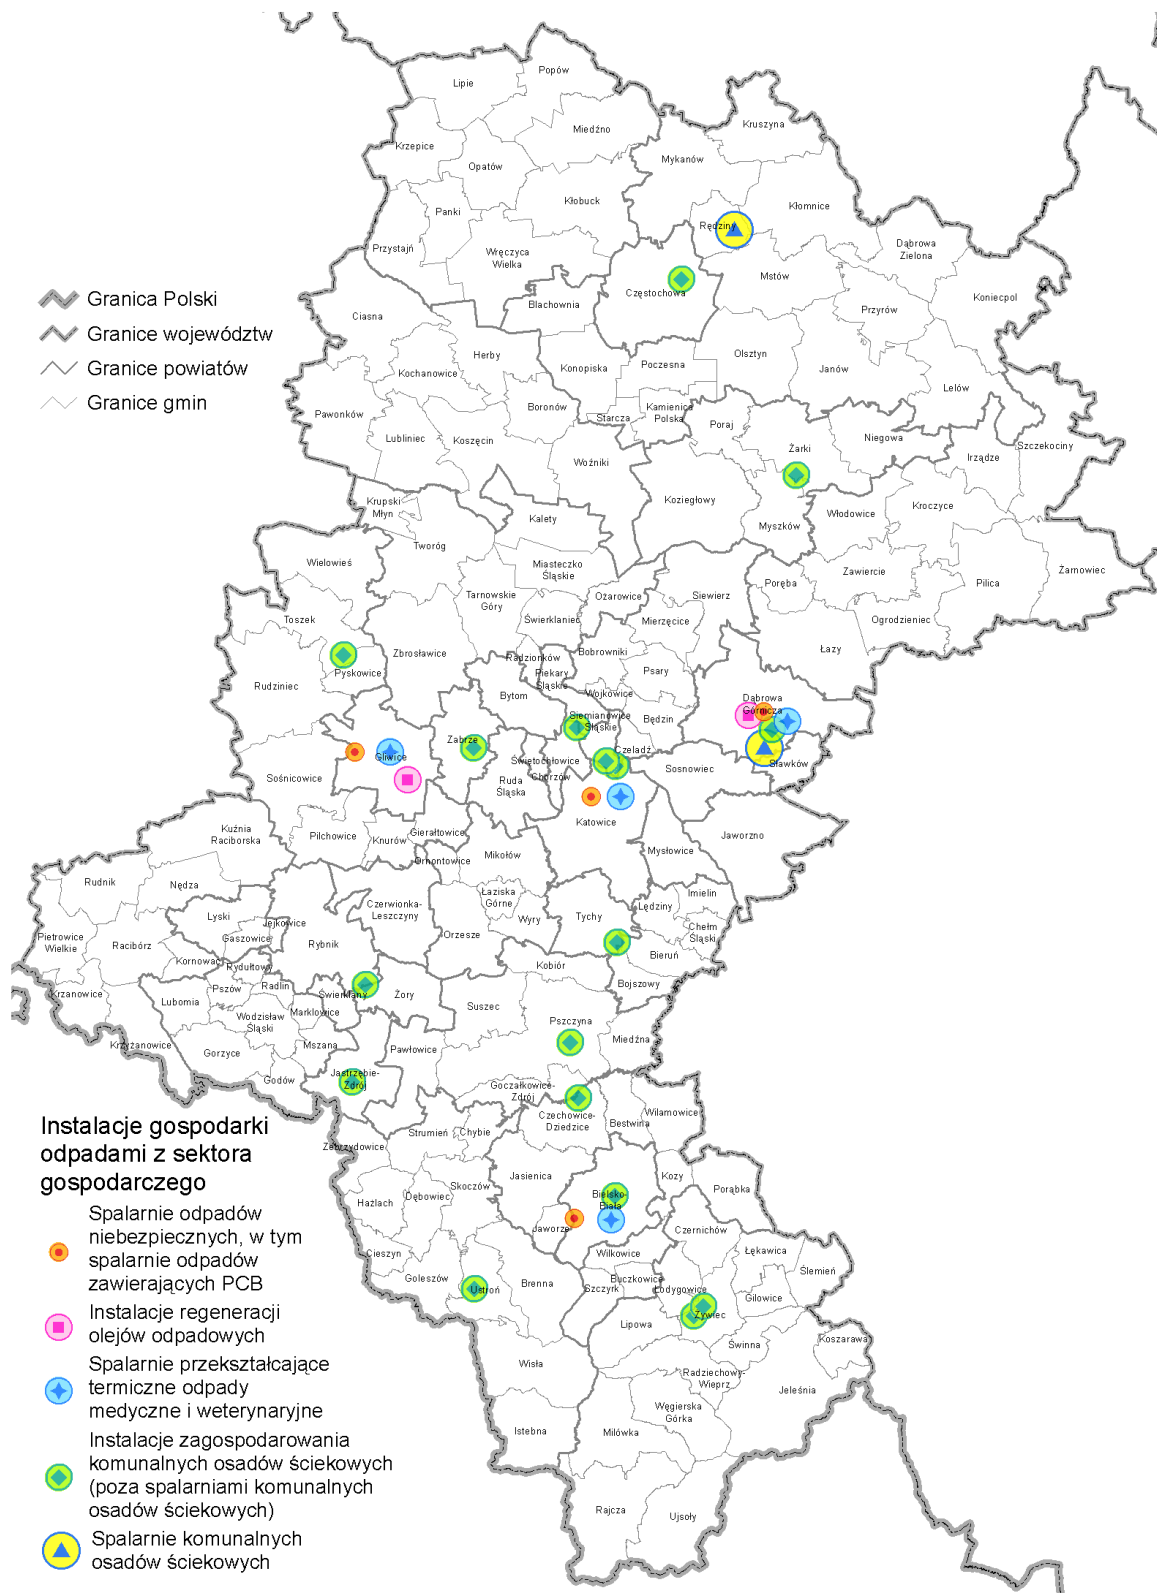 Popów
Lipie
Kruszyna
Miedźno
Krzepice
Mykanów
Opatów
Kłobuck
Kłomnice
Panki
Rędziny
Przystajń
Wręczyca
Wielka
Dąbrowa
Zielona
Mstów
Częstochowa
Koniecpol
Blachownia
Przyrów
Ciasna
Granica Polski
Granice województw
Granice powiatów
Granice gmin
Herby
Olsztyn
Konopiska
Poczesna
Janów
Kochanowice
Lelów
Boronów
Kamienica
Polska
Pawonków
Starcza
Poraj
Lubliniec
Koszęcin
Niegowa
Żarki
Szczekociny
Irządze
Woźniki
Koziegłowy
Krupski
Młyn
Kroczyce
Włodowice
Kalety
Myszków
Tworóg
Wielowieś
Miasteczko
Śląskie
Żarnowiec
Zawiercie
Poręba
Pilica
Tarnowskie
Góry
Ożarowice
Siewierz
Toszek
Świerklaniec
Mierzęcice
Ogrodzieniec
Łazy
Zbrosławice
Radzionków
Bobrowniki
Pyskowice
Piekary
Śląskie
Psary
Rudziniec
Bytom
Wojkowice
Dąbrowa
Górnicza
Siemianowice
Śląskie
Będzin
Zabrze
Czeladź
Gliwice
Świętochłowice
Sławków
Sosnowiec
Chorzów
Sośnicowice
Ruda
Śląska
Katowice
Kuźnia
Raciborska
Pilchowice
Knurów
Gierałtowice
Jaworzno
Ornontowice
Mikołów
Mysłowice
Rudnik
Nędza
Łaziska
Górne
Imielin
Czerwionka-
Leszczyny
Lędziny
Lyski
Jejkowice
Wyry
Tychy
Chełm
Śląski
Pietrowice
Wielkie
Racibórz
Gaszowice
Rybnik
Orzesze
Bieruń
Kornowac
Rydułtowy
Kobiór
Bojszowy
Krzanowice
Pszów
Radlin
Świerklany
Żory
Lubomia
Suszec
Wodzisław
Śląski
Marklowice
Pszczyna
Miedźna
Krzyżanowice
Gorzyce
Mszana
Pawłowice
Godów
Jastrzębie-
Zdrój
Goczałkowice-
Zdrój
Wilamowice
Czechowice-
Dziedzice
Bestwina
Strumień
Chybie
Zebrzydowice
Instalacje gospodarki
odpadami z sektora
gospodarczego
Jasienica
Kozy
Skoczów
Porąbka
Dębowiec
Bielsko-
Biała
Hażlach
Jaworze
Czernichów
Cieszyn
Wilkowice
Łękawica
Goleszów
Buczkowice
Ślemień
Ustroń
Brenna
Szczyrk
Łodygowice
Gilowice
Żywiec
Lipowa
Koszarawa
Świnna
Wisła
Radziechowy-
Wieprz
Jeleśnia
Węgierska
Górka
Istebna
Milówka
Rajcza
Ujsoły
Spalarnie odpadów
niebezpiecznych, w tym
spalarnie odpadów
zawierających PCB
Instalacje regeneracji
olejów odpadowych
Spalarnie przekształcające
termiczne odpady
medyczne i weterynaryjne
Instalacje zagospodarowania
komunalnych osadów ściekowych
(poza spalarniami komunalnych
osadów ściekowych)
Spalarnie komunalnych
osadów ściekowych